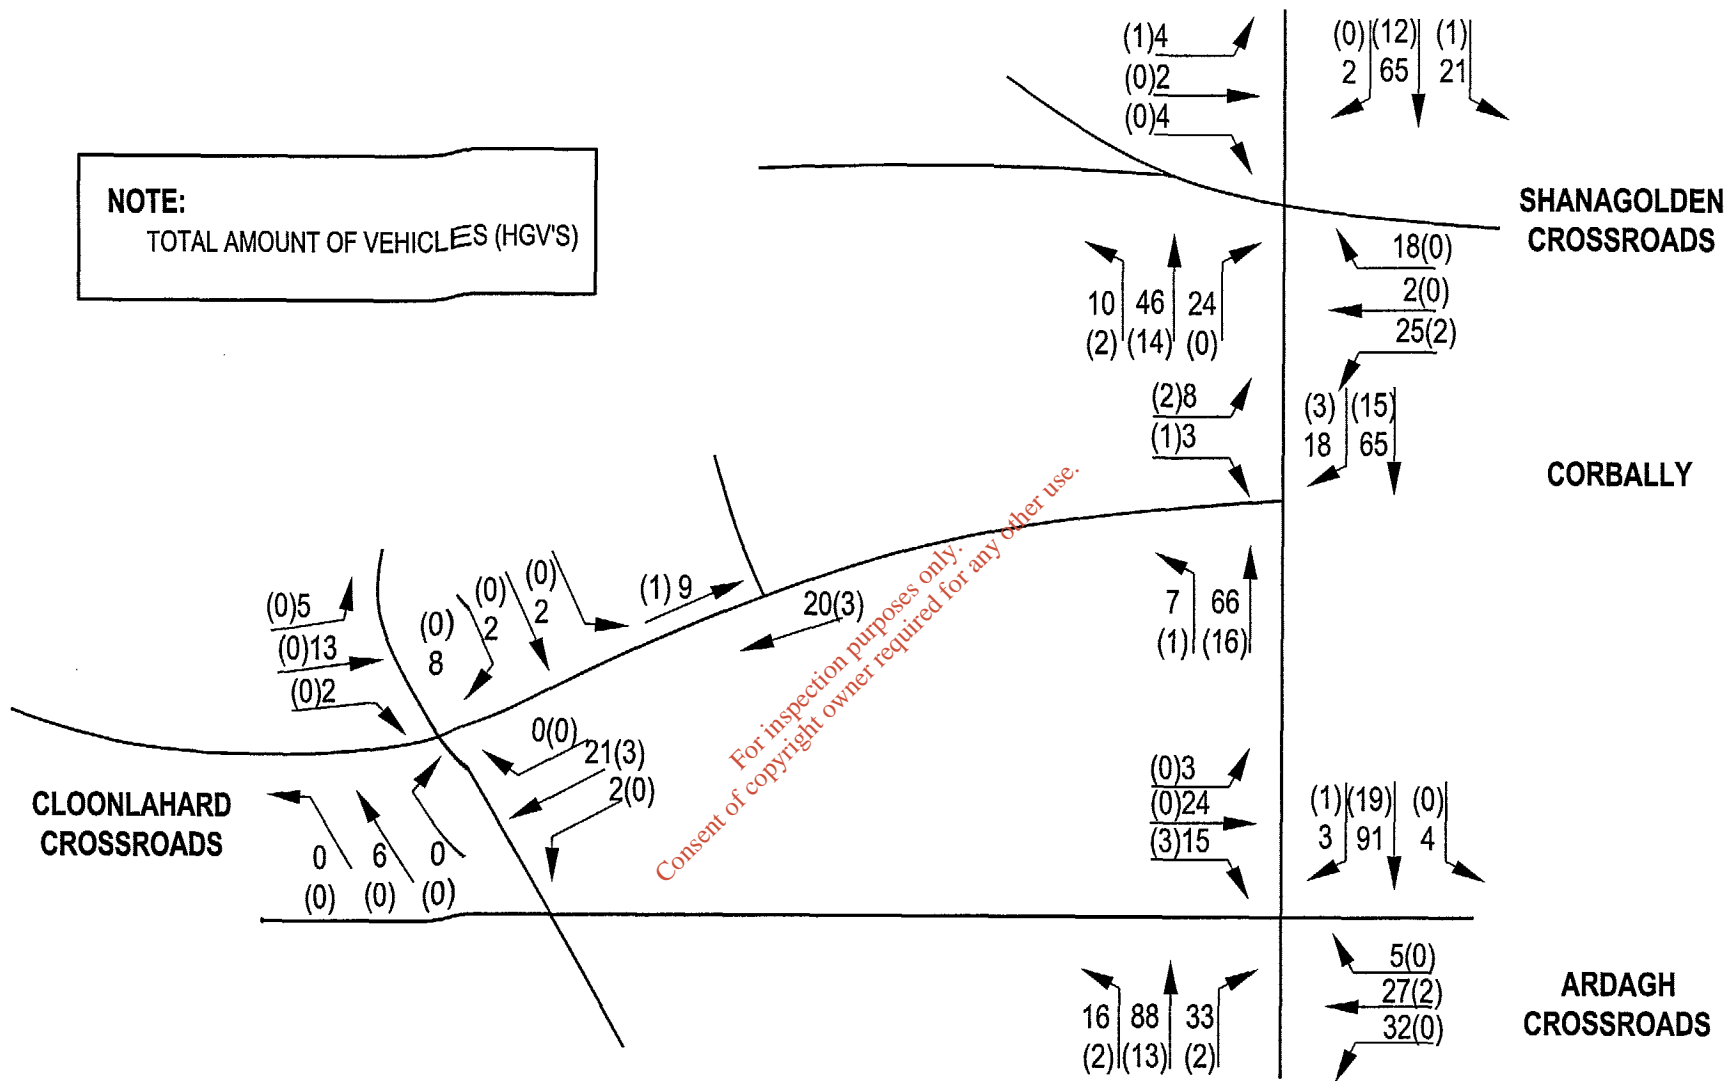 (1)4
(0)2
(0)4
(0) (12) (1)
2 65 21
NOTE:
TOTAL AMOUNT OF VEHICLES (HGV'S)
SHANAGOLDEN
CROSSROADS
18(0)
2(0)
25(2)
10 46 24
(2) (14) (0)
(2)8
(1)3
(3) (15)
18 65
CORBALLY
(0)5
(0)13
(0)2
(0) (0) (0)
8 2 2
(1) 9
20(3)
7 66
(1) (16)
0(0)
21(3)
2(0)
For inspection purposes only.
Consent of copyright owner required for any other use.
CLOONLAHARD
CROSSROADS
0 6 0
(0) (0) (0)
(0)3
(0)24
(3)15
(1) (19) (0)
3 91 4
5(0)
27(2)
32(0)
16 88 33
(2) (13) (2)
ARDAGH
CROSSROADS